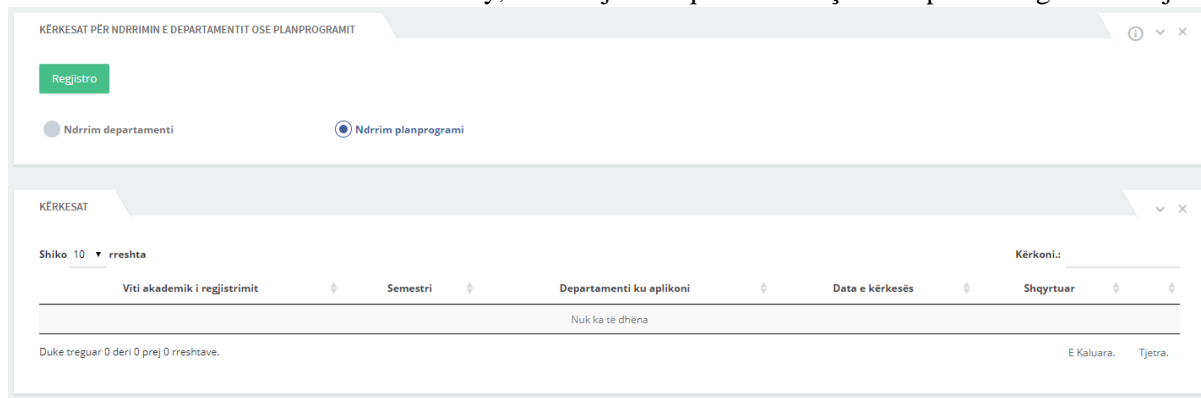 KËRKESAT PËR NDRRIMIN E DEPARTAMENTIT OSE PLANPROGRAMIT
Regjistro
Ndrrim departamenti Ndrrim planprogrami
KËRKESAT
Shiko 10 rreshta Kërkoni.:
Viti akademik i regjistrimit Semestri Departamenti ku aplikoni Data e kërkesës Shqyrtuar
Nuk ka të dhëna
Duke treguar 0 deri 0 prej 0 rreshtave. E Kaluara. Tjetra.